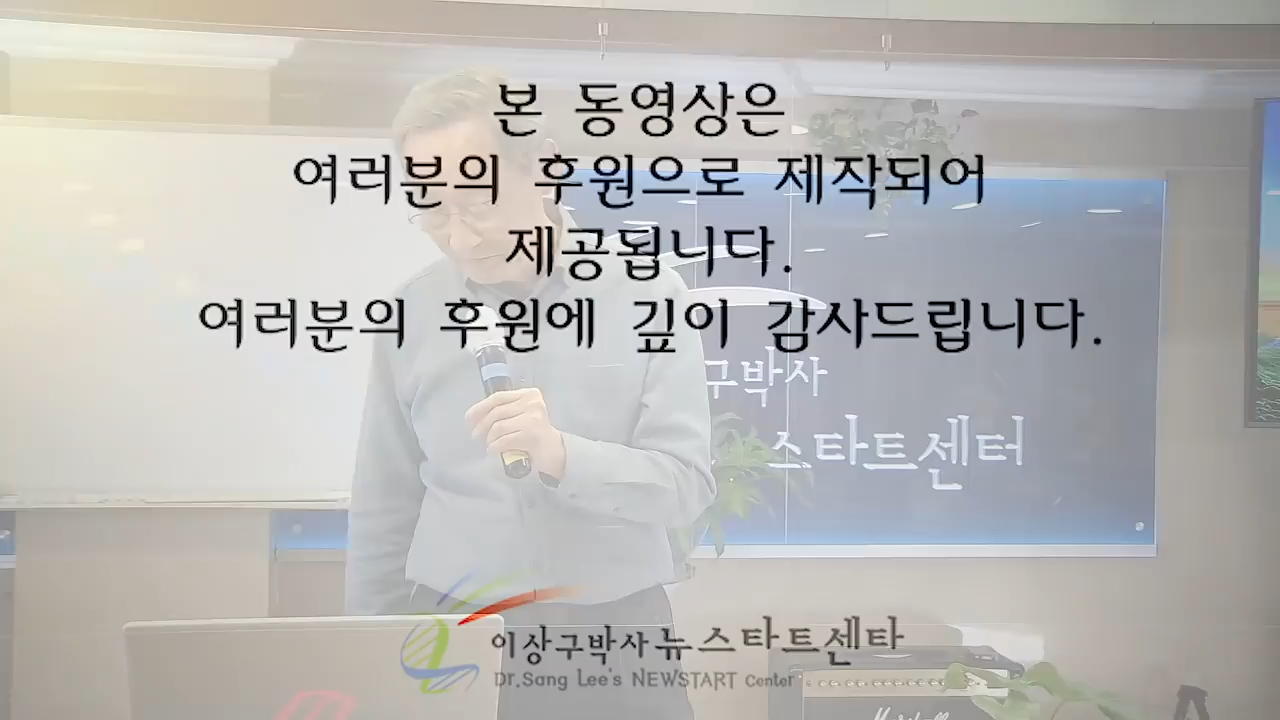 본 동영상은
여러분의 후원으로 제작되어
제공됩니다.
여러분의 후원에 깊이 감사드립니다.
구박사
스타트센터
이상구박사 뉴스타트센타
Dr.Sang Lee's NEWSTART Center
Marshall